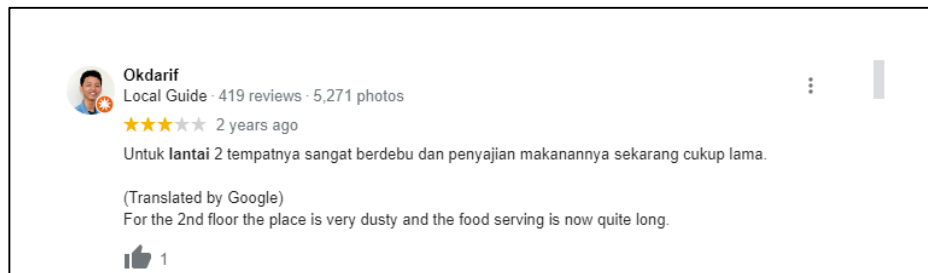 Okdarif
Local Guide · 419 reviews · 5,271 photos
2 years ago
Untuk lantai 2 tempatnya sangat berdebu dan penyajian makanannya sekarang cukup lama.
(Translated by Google)
For the 2nd floor the place is very dusty and the food serving is now quite long.
1